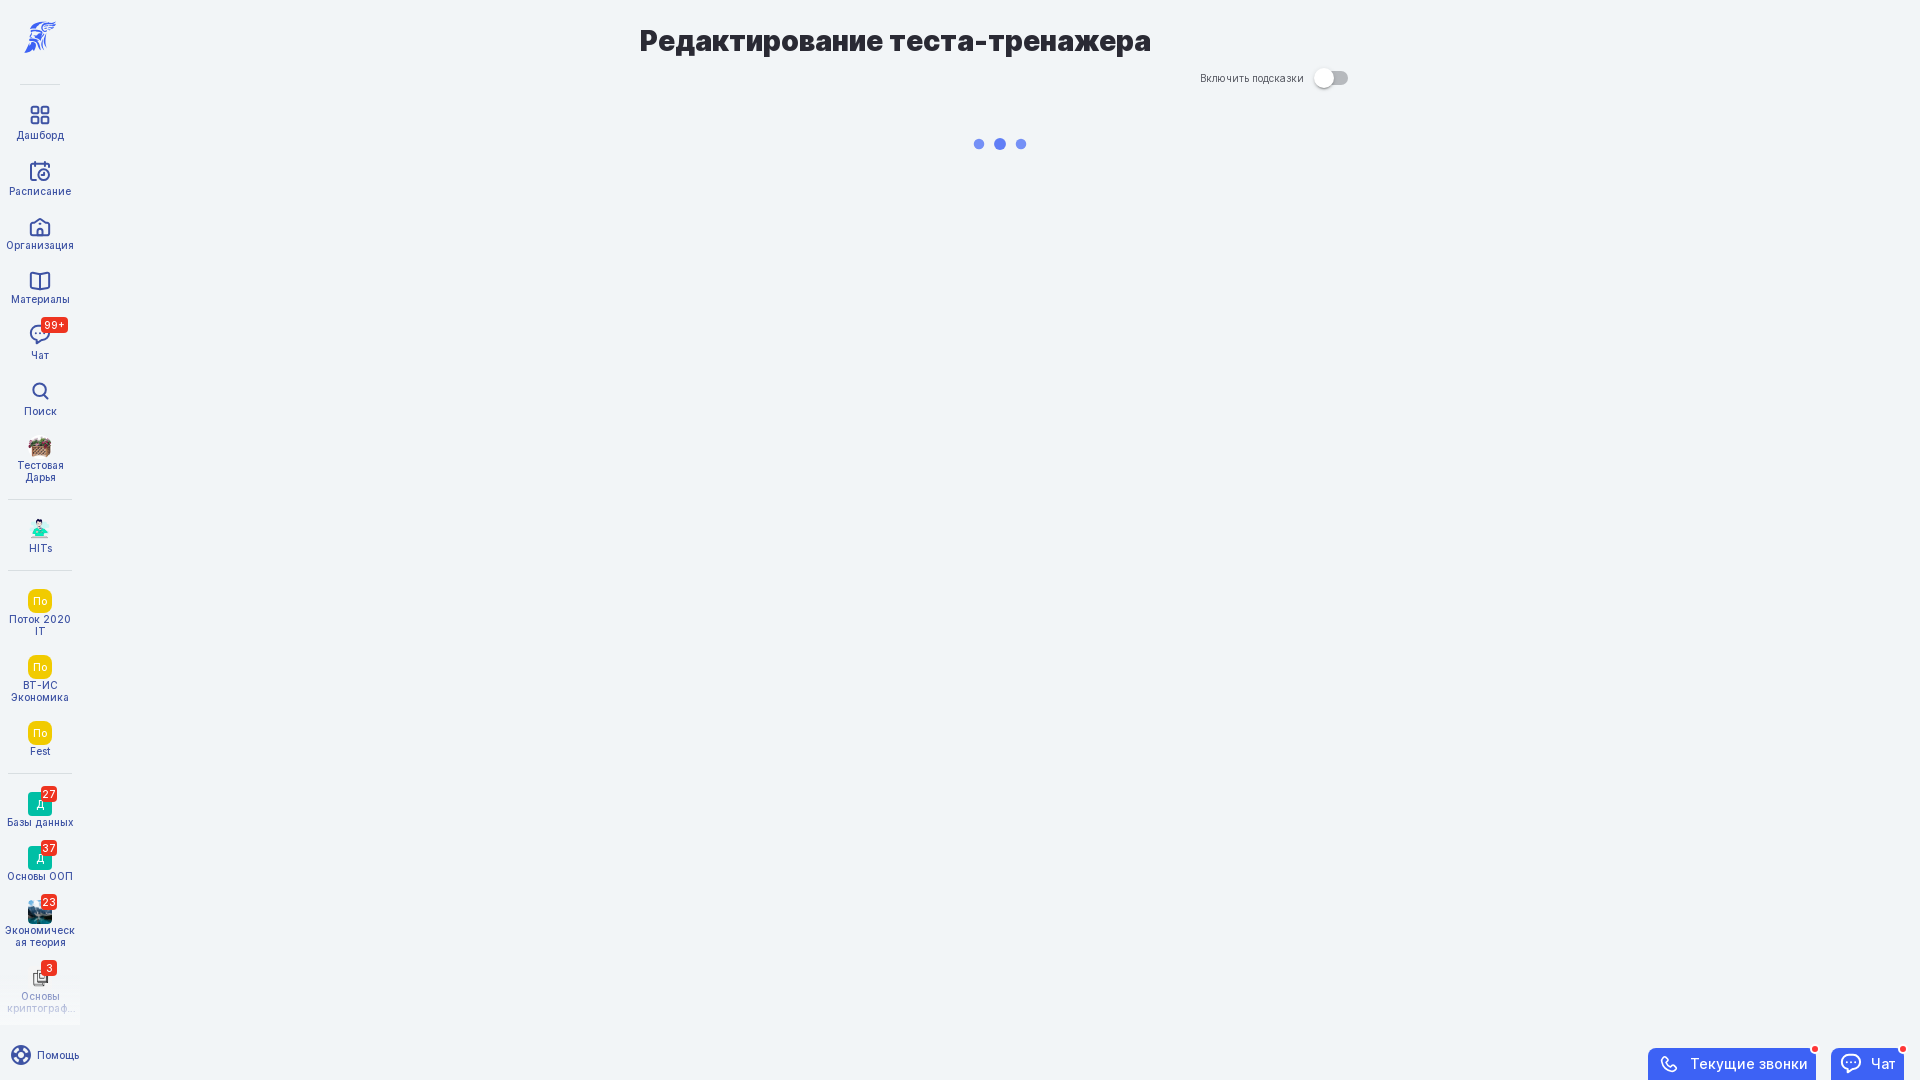 Редактирование теста-тренажера
Включить подсказки
Дашборд
Расписание
Организация
Материалы
99+
Чат
Поиск
Тестовая
Дарья
HITs
По
Поток 2020
IT
По
ВТ-ИС
Экономика
По
Fest
27
Д
Базы данных
37
Д
Основы ООП
23
Экономическ
ая теория
3
Основы
криптограф...
Помощь
Текущие звонки
Чат